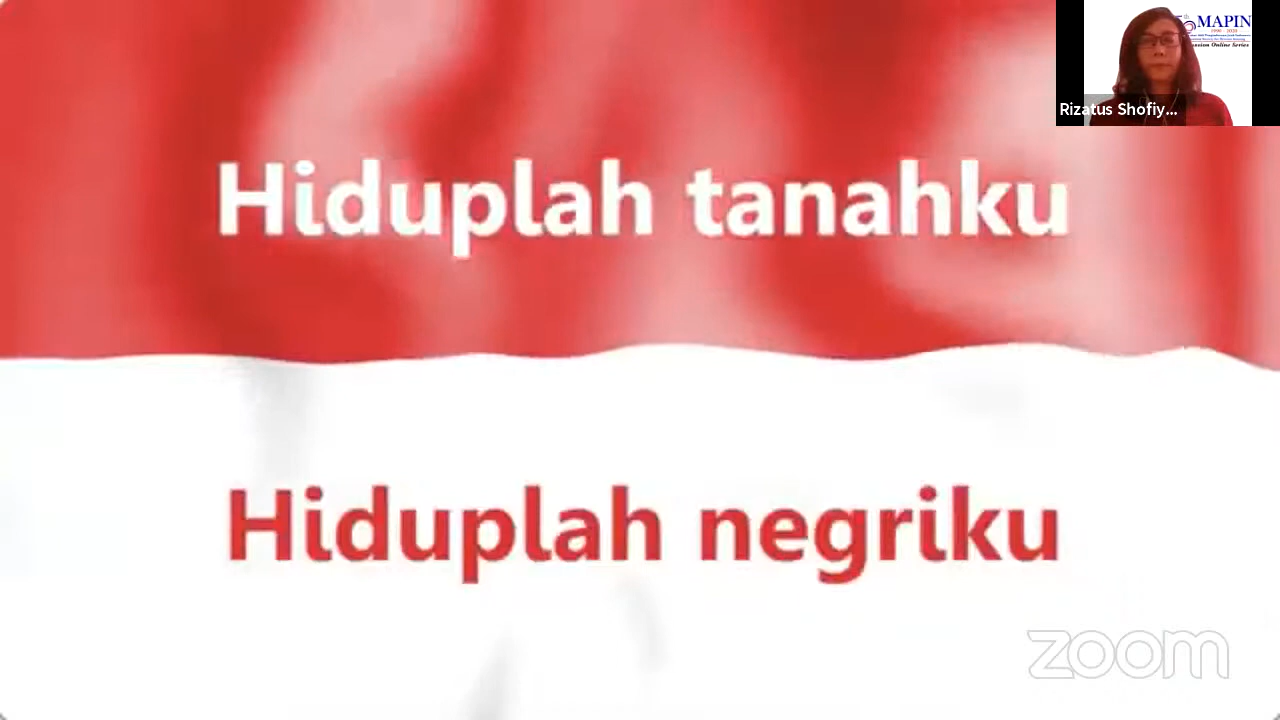 MAPIN
Rizatus Shofiy...
Hiduplah tanahku
Hiduplah negriku
zoom